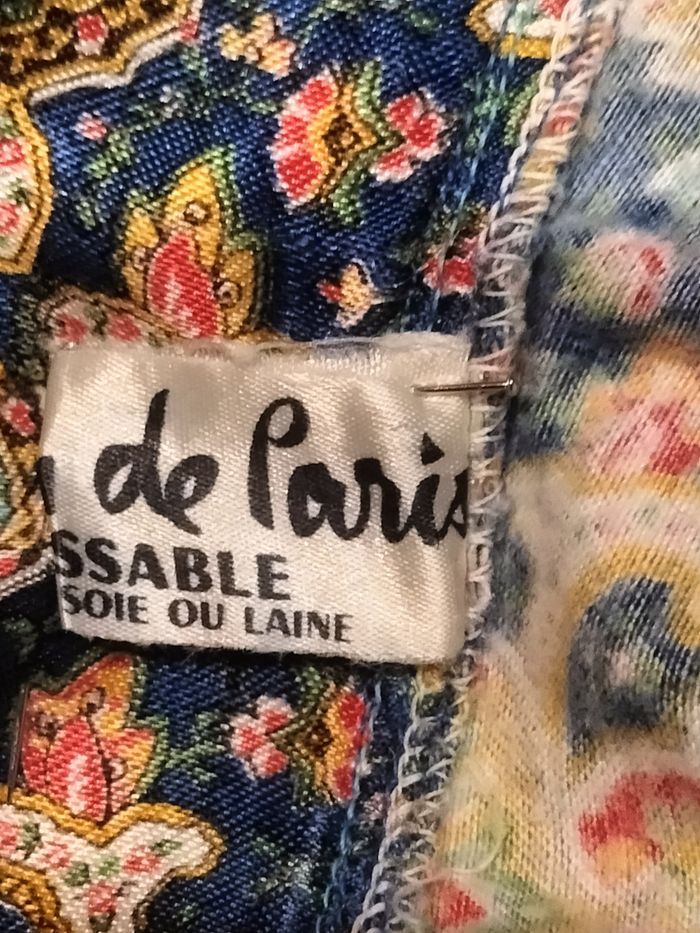 de Paris
SSABLE
SOIE OU LAINE